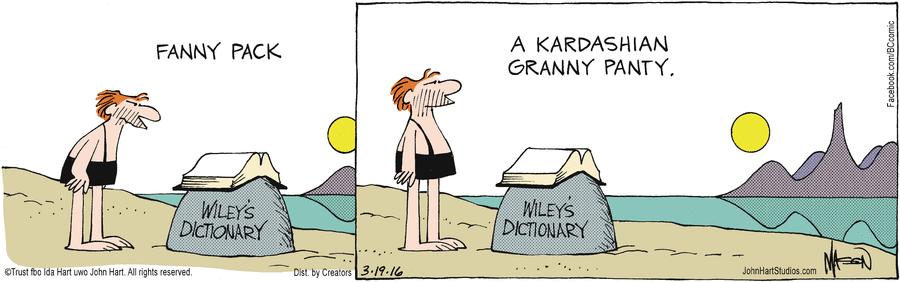 FANNY PACK
WILEY'S
DICTIONARY
©Trust fbo Ida Hart uwo John Hart. All rights reserved.
Dist. by Creators
A KARDASHIAN
GRANNY PANTY.
WILEY'S
DICTIONARY
3-19-16
JohnHartStudios.com
MASON
Facebook.com/BCcomic